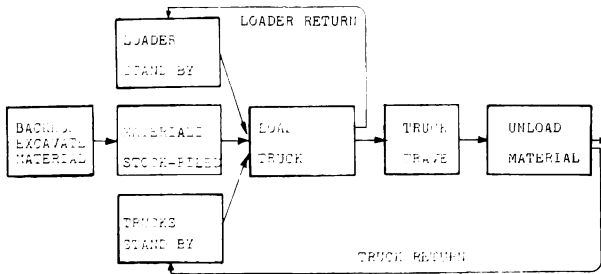 LOADER RETURN
LOADER
STAND BY
BACKHOE
EXCAVATE
MATERIAL
MATERIALS
STOCK-PILED
LOAD
TRUCK
TRUCK
TRAVE
UNLOAD
MATERIAL
TRUCKS
STAND BY
TRUCK RETURN